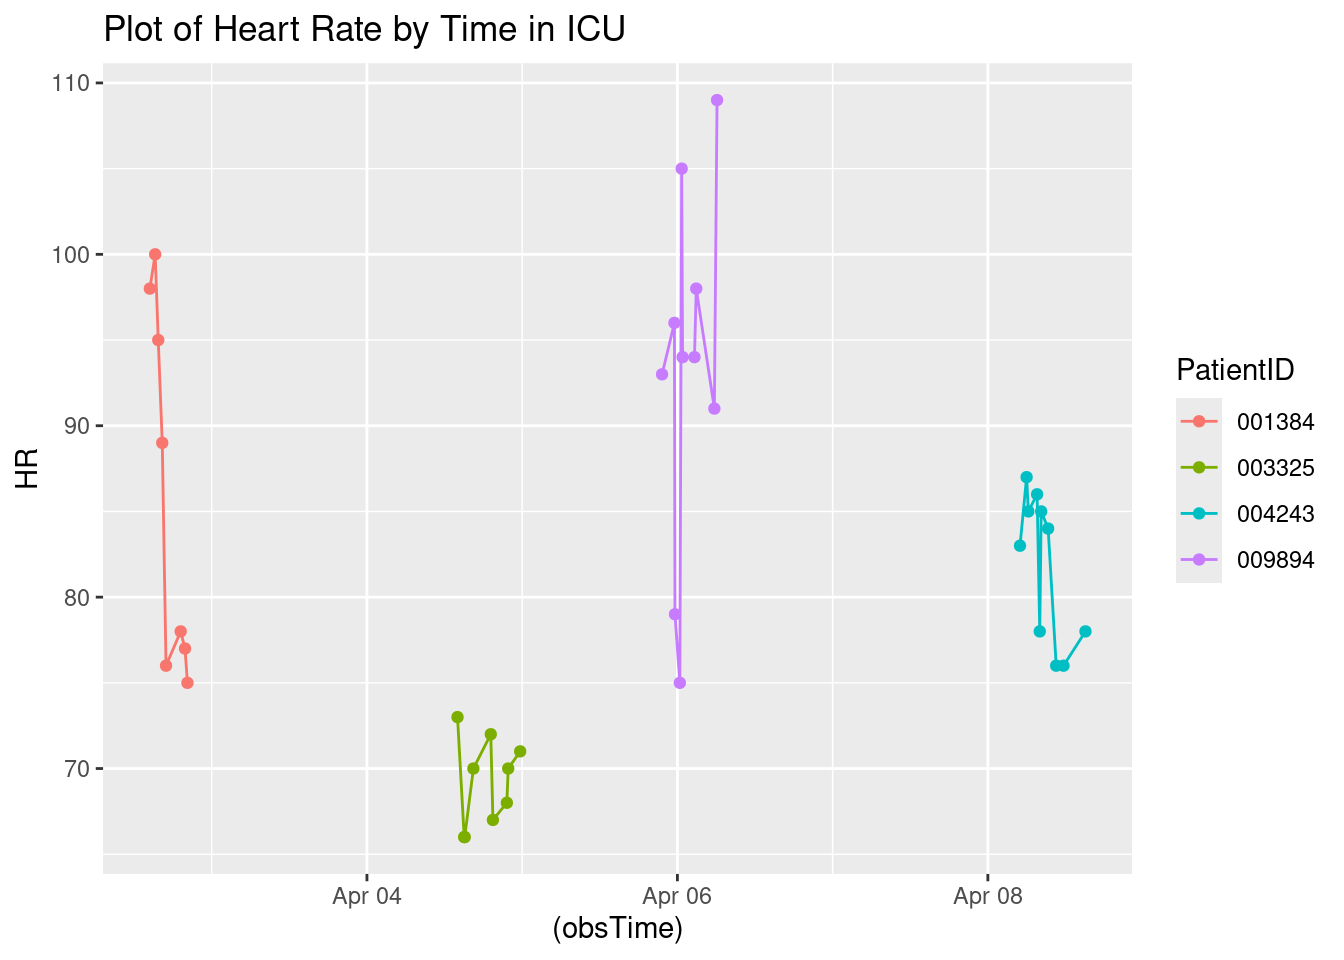 Plot of Heart Rate by Time in ICU
110
100
90
80
70
HR
Apr 04
Apr 06
Apr 08
(obsTime)
PatientID
001384
003325
004243
009894